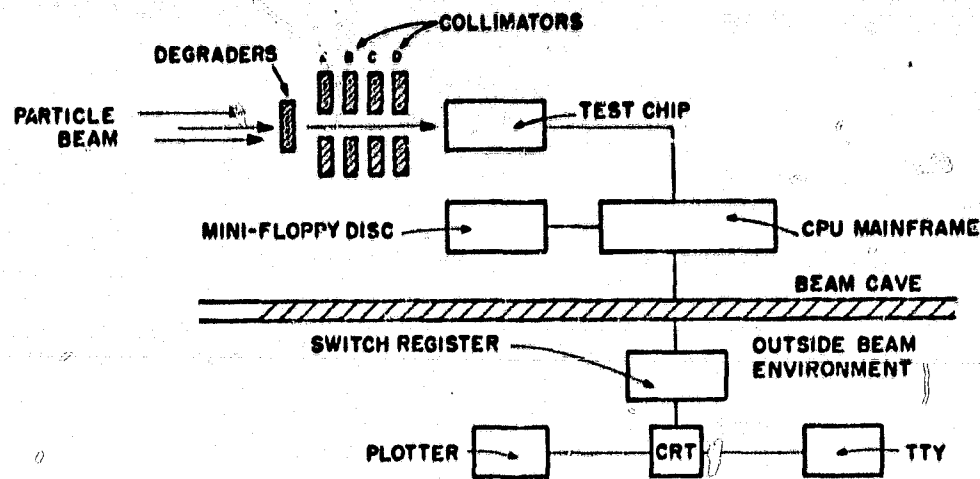 COLLIMATORS
DEGRADERS
A B C D
PARTICLE
BEAM
TEST CHIP
MINI-FLOPPY DISC
CPU MAINFRAME
BEAM CAVE
SWITCH REGISTER
OUTSIDE BEAM
ENVIRONMENT
PLOTTER
CRT
TTY